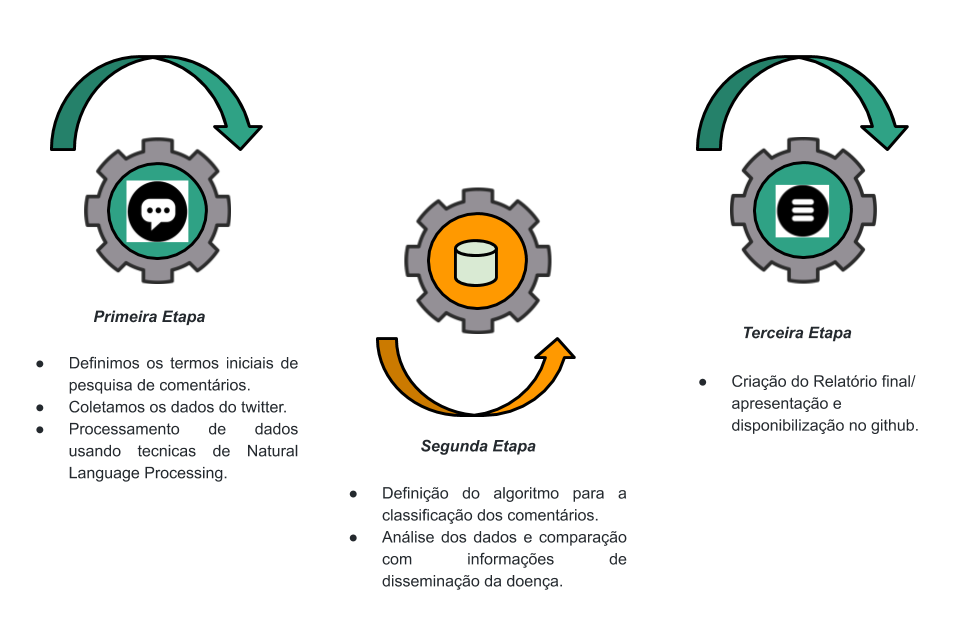 Primeira Etapa
● Definimos os termos iniciais de
pesquisa de comentários.
● Coletamos os dados do twitter.
● Processamento de dados
usando tecnicas de Natural
Language Processing.
Segunda Etapa
● Definição do algoritmo para a
classificação dos comentários.
● Análise dos dados e comparação
com informações de
disseminação da doença.
Terceira Etapa
● Criação do Relatório final/
apresentação e
disponibilização no github.